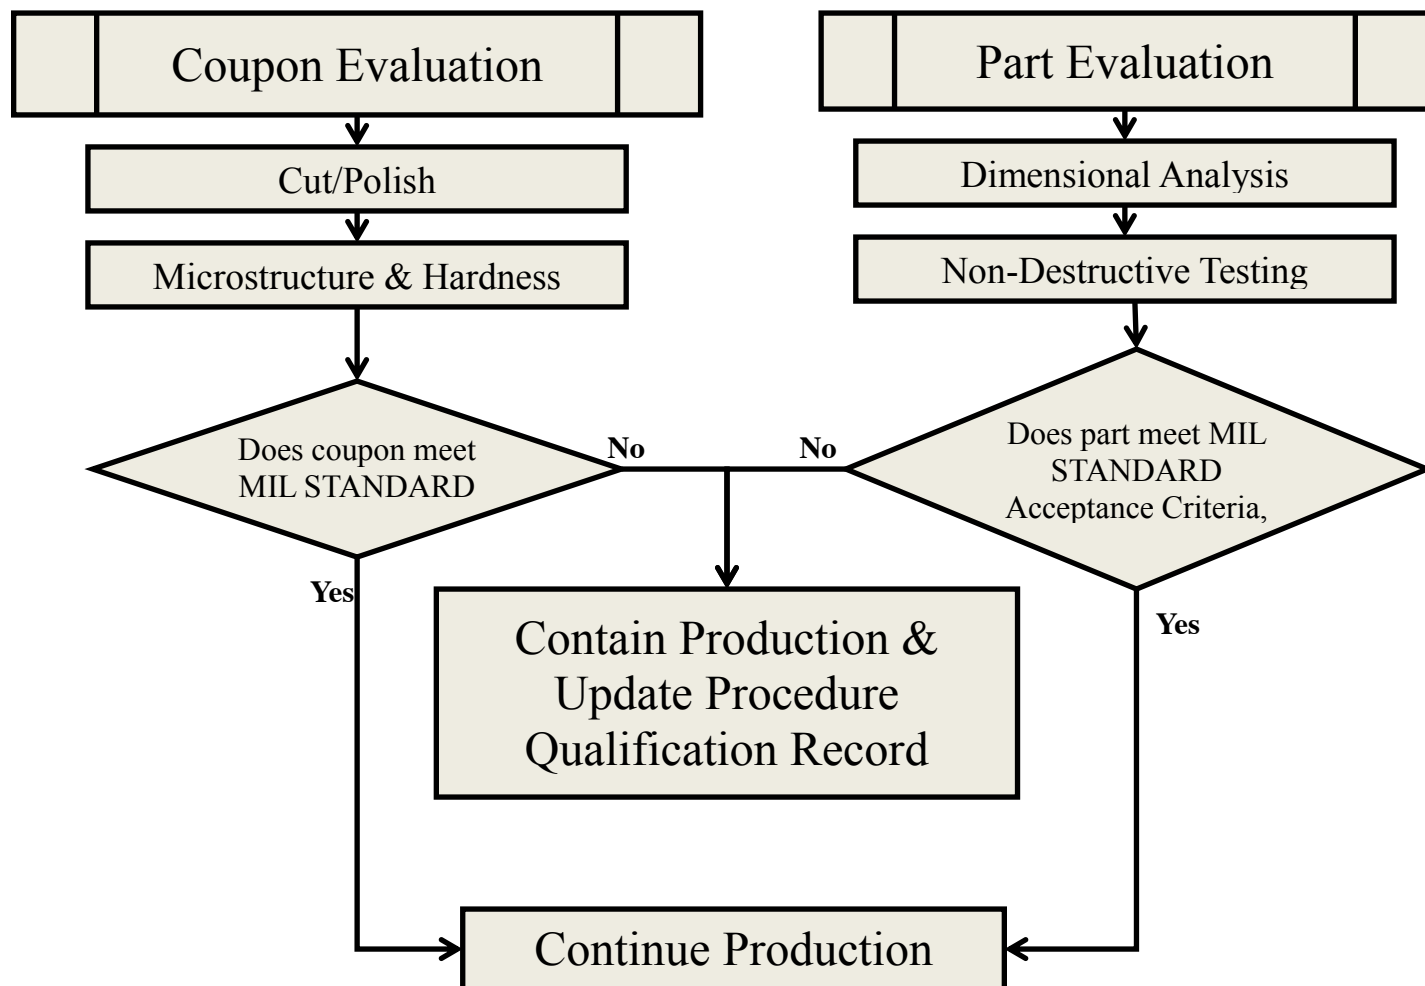 Coupon Evaluation
Part Evaluation
Cut/Polish
Dimensional Analysis
Microstructure & Hardness
Non-Destructive Testing
Does coupon meet
MIL STANDARD
No
No
Does part meet MIL
STANDARD
Acceptance Criteria,
Yes
Yes
Contain Production &
Update Procedure
Qualification Record
Continue Production